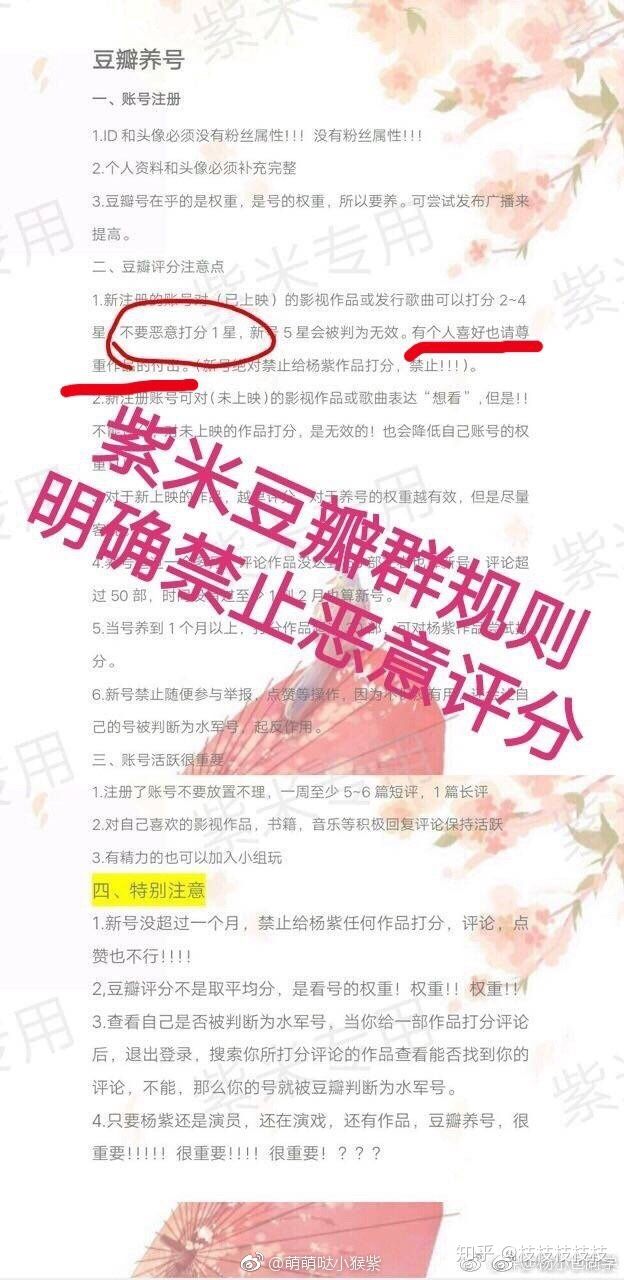 豆瓣养号
一、账号注册
1.ID 和头像必须没有粉丝属性!!! 没有粉丝属性!!!
2.个人资料和头像必须补充完整
3.豆瓣号在乎的是权重，是号的权重，所以要养。可尝试发布广播来
提高。
二、豆瓣评分注意点
1.新注册的账号对（已上映）的影视作品或发行歌曲可以打分 2~4
星，不要恶意打分 1 星，新号 5 星会被判为无效。有个人喜好也请尊
重作品的付出。（新号绝对禁止给杨紫作品打分，禁止!!!）。
2.新注册账号可对(未上映)的影视作品或歌曲表达“想看”,但是!!
不能 对未上映的作品打分，是无效的！也会降低自己账号的权
重
紫米豆瓣群规则
明确禁止恶意评分
对于新上映的作品，越早评分，对于养号的权重越有效，但是尽量
评论作品没达 评论超
过 50 部，时间没 过至少 1 到 2 月 算新号。
5.当号养到 1 个月以上，打分作品 部，可对杨紫作品尝试打
分。
6.新号禁止随便参与举报，点赞等操作，因为不 有用，还会让自
己的号被判断为水军号，起反作用。
三、账号活跃很重要
1.注册了账号不要放置不理，一周至少 5~6 篇短评，1 篇长评
2.对自己喜欢的影视作品，书籍，音乐等积极回复评论保持活跃
3.有精力的也可以加入小组玩
四、特别注意
1.新号没超过一个月，禁止给杨紫任何作品打分，评论，点
赞也不行!!!!
2,豆瓣评分不是取平均分，是看号的权重！权重!! 权重!!
3.查看自己是否被判断为水军号，当你给一部作品打分评论
后，退出登录，搜索你所打分评论的作品查看能否找到你的
评论，不能，那么你的号就被豆瓣判断为水军号。
4.只要杨紫还是演员，还在演戏，还有作品，豆瓣养号，很
重要!!!!! 很重要!!!! 很重要! ? ? ?
紫米专用
@萌萌哒小猴紫
知乎 @枝枝枝枝枝